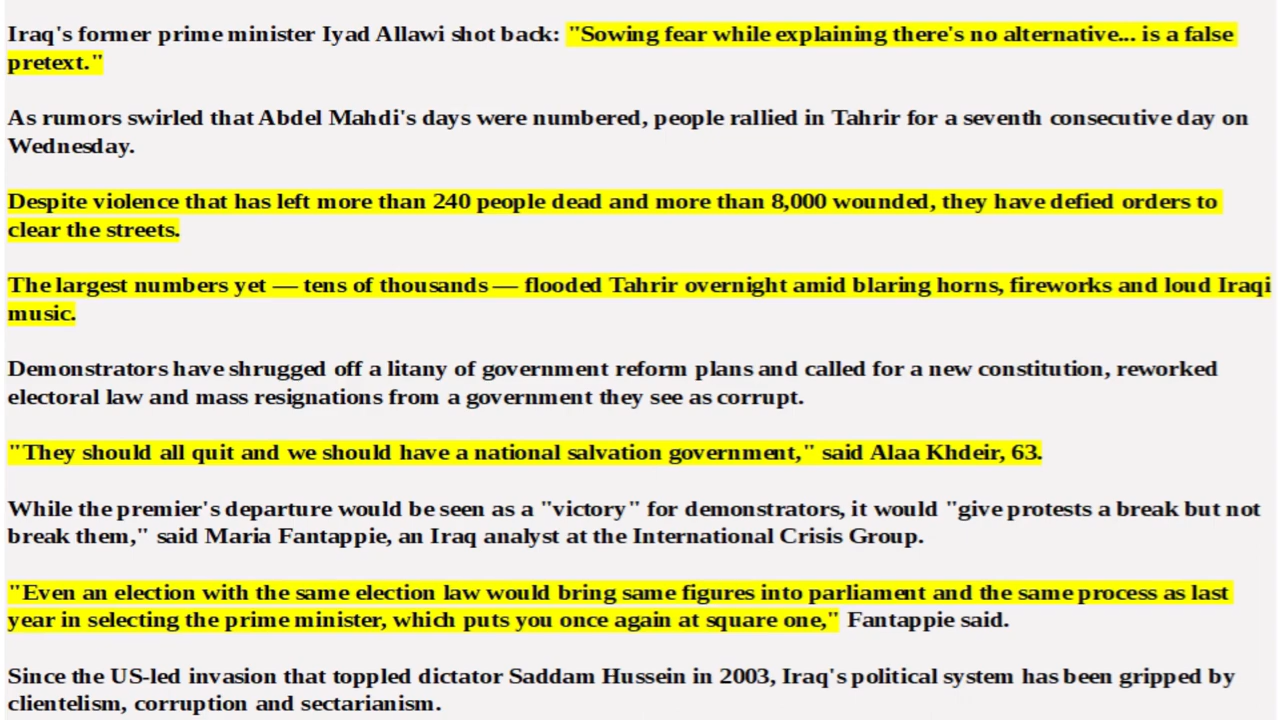 Iraq's former prime minister Iyad Allawi shot back: "Sowing fear while explaining there's no alternative... is a false
pretext."
As rumors swirled that Abdel Mahdi's days were numbered, people rallied in Tahrir for a seventh consecutive day on
Wednesday.
Despite violence that has left more than 240 people dead and more than 8,000 wounded, they have defied orders to
clear the streets.
The largest numbers yet — tens of thousands — flooded Tahrir overnight amid blaring horns, fireworks and loud Iraqi
music.
Demonstrators have shrugged off a litany of government reform plans and called for a new constitution, reworked
electoral law and mass resignations from a government they see as corrupt.
"They should all quit and we should have a national salvation government," said Alaa Khdeir, 63.
While the premier's departure would be seen as a "victory" for demonstrators, it would "give protests a break but not
break them," said Maria Fantappie, an Iraq analyst at the International Crisis Group.
"Even an election with the same election law would bring same figures into parliament and the same process as last
year in selecting the prime minister, which puts you once again at square one," Fantappie said.
Since the US-led invasion that toppled dictator Saddam Hussein in 2003, Iraq's political system has been gripped by
clientelism, corruption and sectarianism.